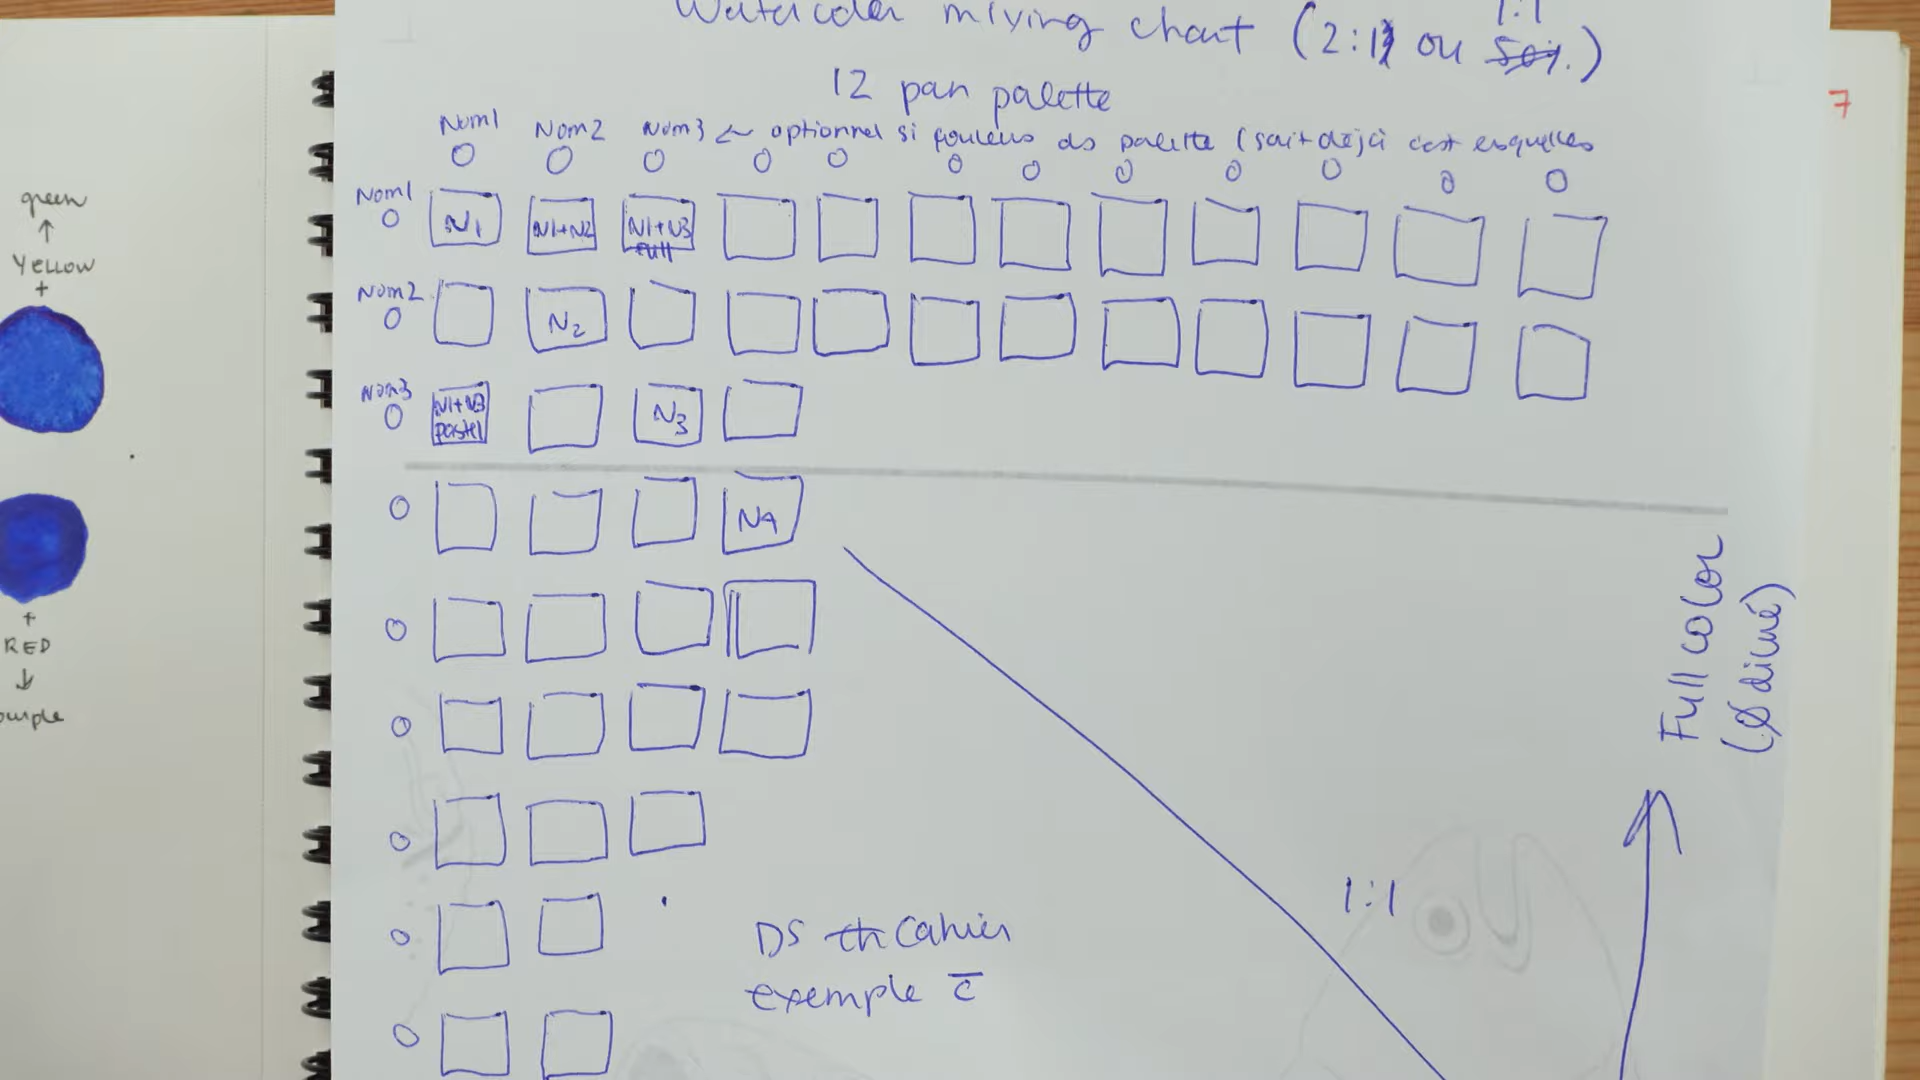 Watercolor mixing chart (2:1 ou 50%.)
1:1
12 pan palette
Nom1 Nom2 Nom3 ← optionnel si couleurs ds palette (sait déjà c'est
Nom1
N1 N1+N2 N1+N3 full
Nom2
N2
Nom3
N1+N3 pastel
N3
N4
1:1
DS Cahier
exemple c̄
Full color
(Ø dilué)
green
↑
YELLOW
+
+
RED
↓
purple
7